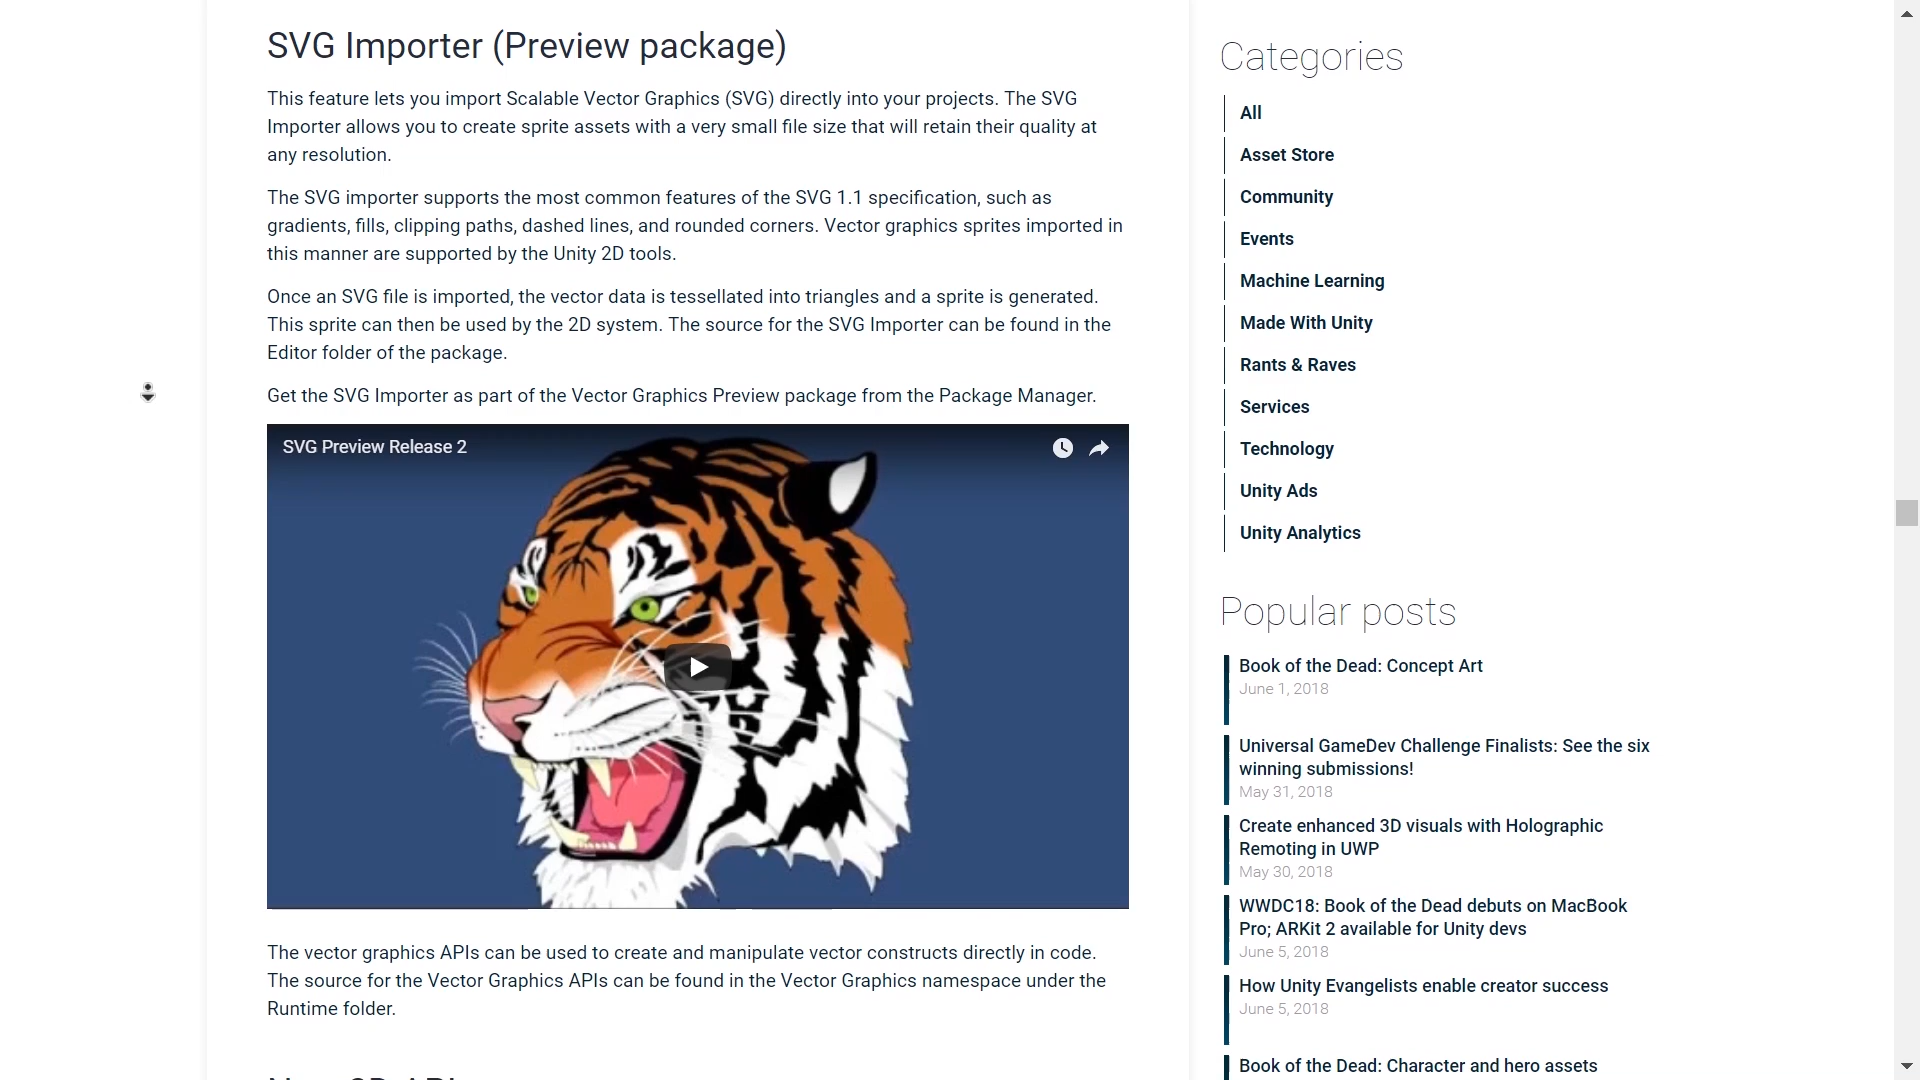 SVG Importer (Preview package)
This feature lets you import Scalable Vector Graphics (SVG) directly into your projects. The SVG
Importer allows you to create sprite assets with a very small file size that will retain their quality at
any resolution.
The SVG importer supports the most common features of the SVG 1.1 specification, such as
gradients, fills, clipping paths, dashed lines, and rounded corners. Vector graphics sprites imported in
this manner are supported by the Unity 2D tools.
Once an SVG file is imported, the vector data is tessellated into triangles and a sprite is generated.
This sprite can then be used by the 2D system. The source for the SVG Importer can be found in the
Editor folder of the package.
Get the SVG Importer as part of the Vector Graphics Preview package from the Package Manager.
SVG Preview Release 2
The vector graphics APIs can be used to create and manipulate vector constructs directly in code.
The source for the Vector Graphics APIs can be found in the Vector Graphics namespace under the
Runtime folder.
Categories
All
Asset Store
Community
Events
Machine Learning
Made With Unity
Rants & Raves
Services
Technology
Unity Ads
Unity Analytics
Popular posts
Book of the Dead: Concept Art
June 1, 2018
Universal GameDev Challenge Finalists: See the six
winning submissions!
May 31, 2018
Create enhanced 3D visuals with Holographic
Remoting in UWP
May 30, 2018
WWDC18: Book of the Dead debuts on MacBook
Pro; ARKit 2 available for Unity devs
June 5, 2018
How Unity Evangelists enable creator success
June 5, 2018
Book of the Dead: Character and hero assets